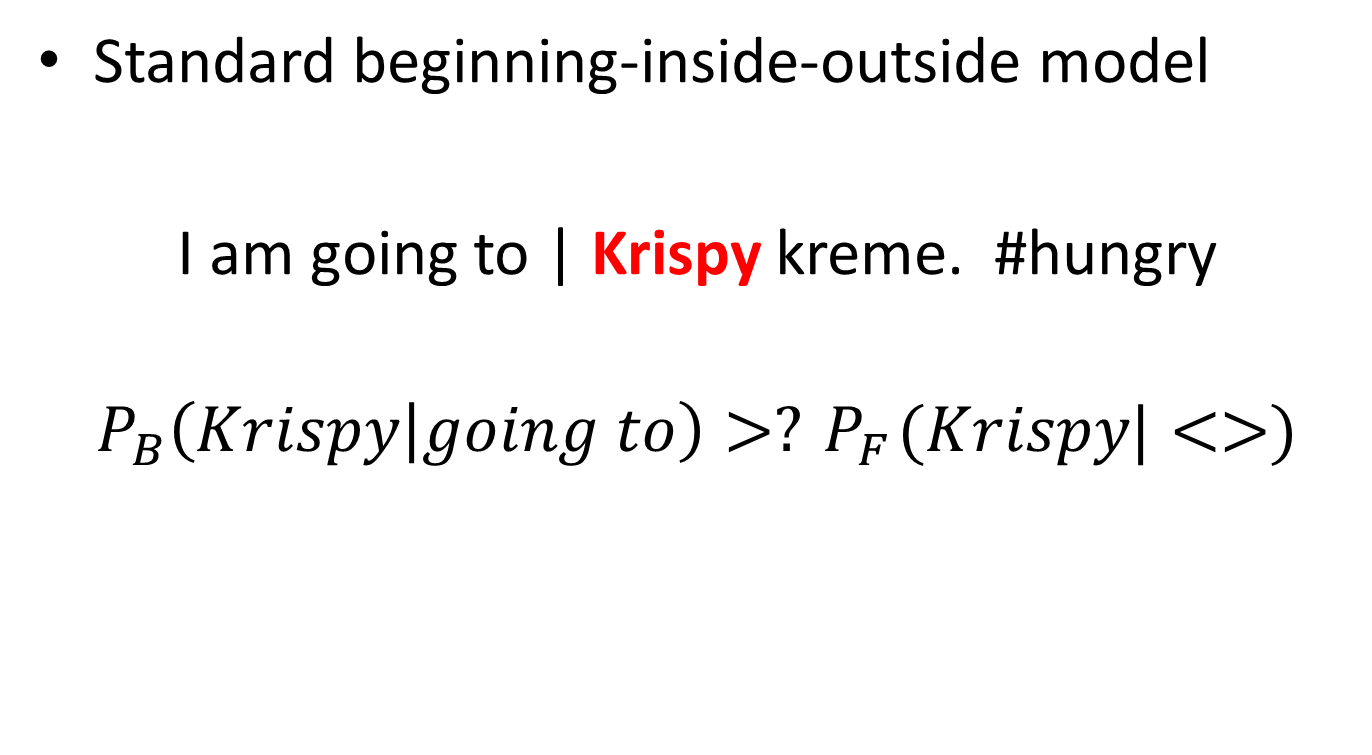 • Standard beginning-inside-outside model
I am going to | Krispy kreme. #hungry
P_B(Krispy|going to) >? P_F(Krispy| <>)